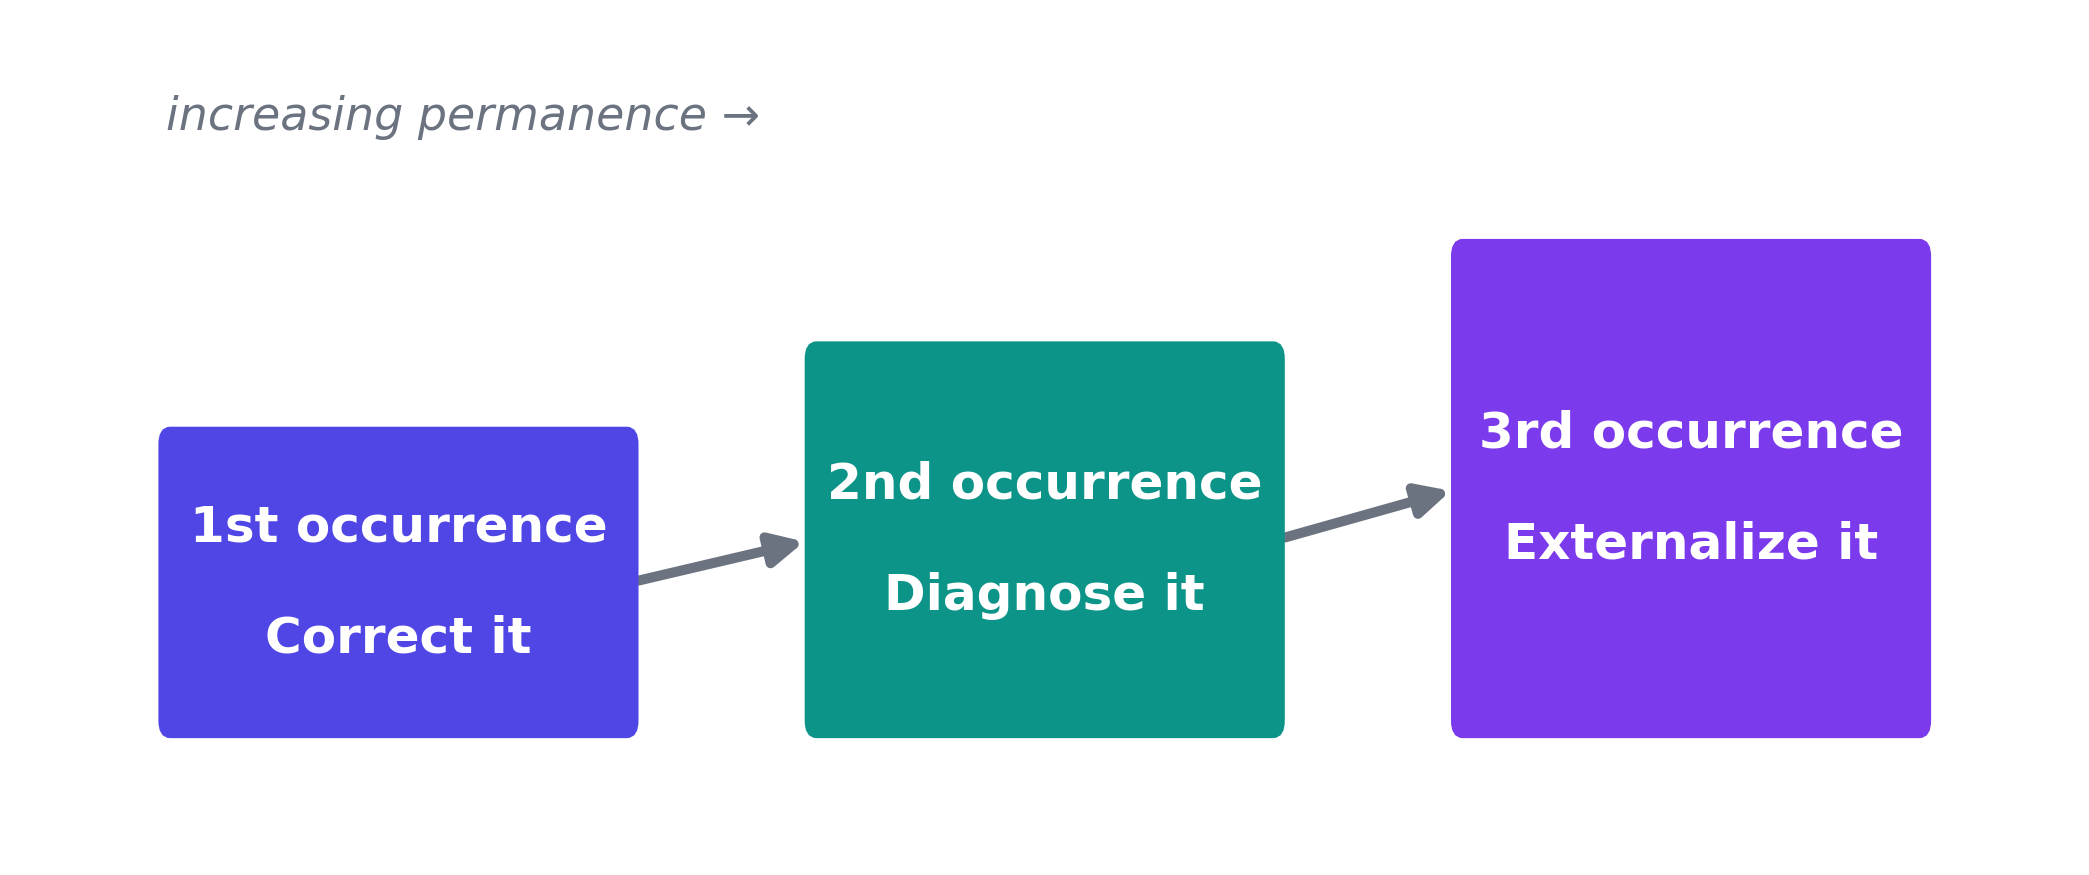 increasing permanence →
1st occurrence
Correct it
2nd occurrence
Diagnose it
3rd occurrence
Externalize it